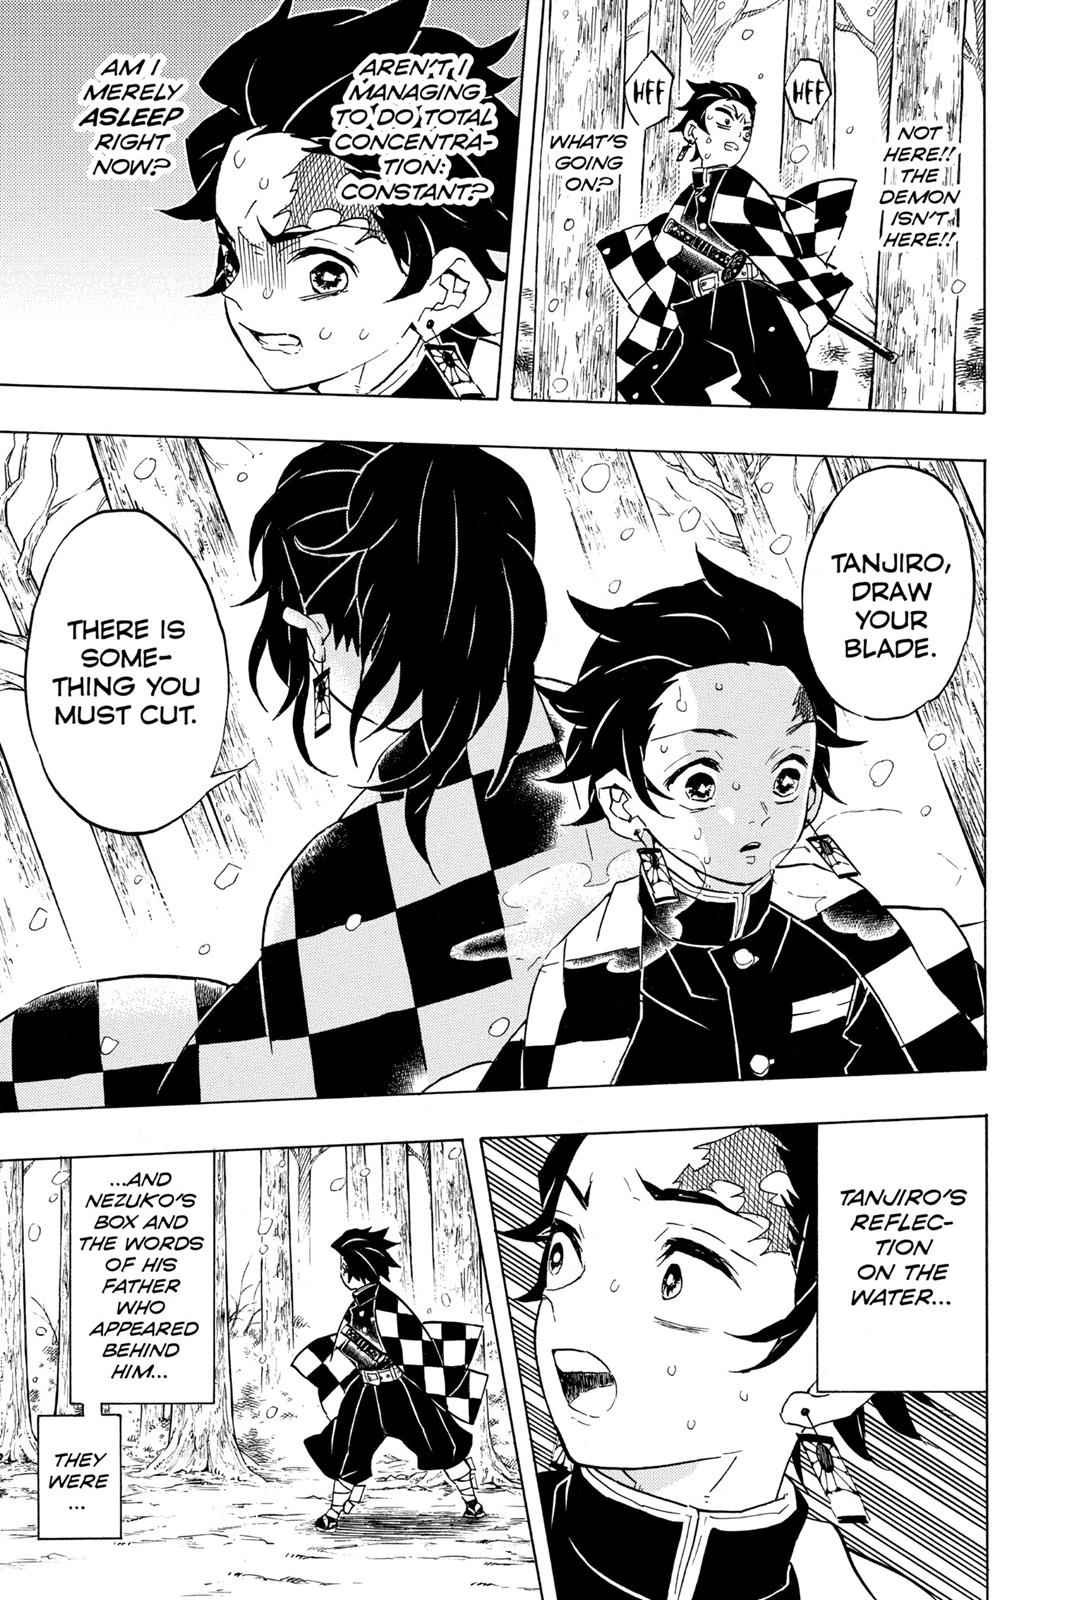 NOT
HERE!!
THE
DEMON
ISN'T
HERE!!
HFF
HFF
WHAT'S
GOING
ON?
AREN'T I
MANAGING
TO DO TOTAL
CONCENTRA-
TION:
CONSTANT?
AM I
MERELY
ASLEEP
RIGHT
NOW?
TANJIRO,
DRAW
YOUR
BLADE.
THERE IS
SOME-
THING YOU
MUST CUT.
TANJIRO'S
REFLEC-
TION
ON THE
WATER...
...AND
NEZUKO'S
BOX AND
THE WORDS
OF HIS
FATHER
WHO
APPEARED
BEHIND
HIM...
THEY
WERE
...